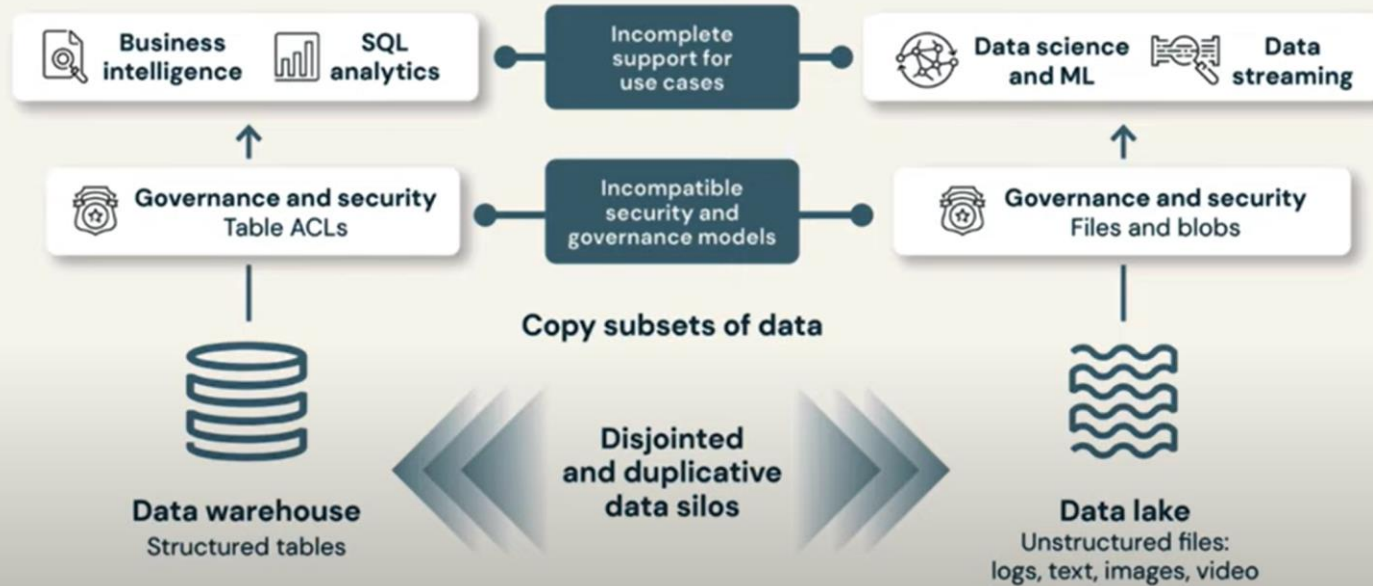 Business
intelligence
SQL
analytics
Incomplete
support for
use cases
Data science
and ML
Data
streaming
Governance and security
Table ACLs
Incompatible
security and
governance models
Governance and security
Files and blobs
Copy subsets of data
Disjointed
and duplicative
data silos
Data warehouse
Structured tables
Data lake
Unstructured files:
logs, text, images, video